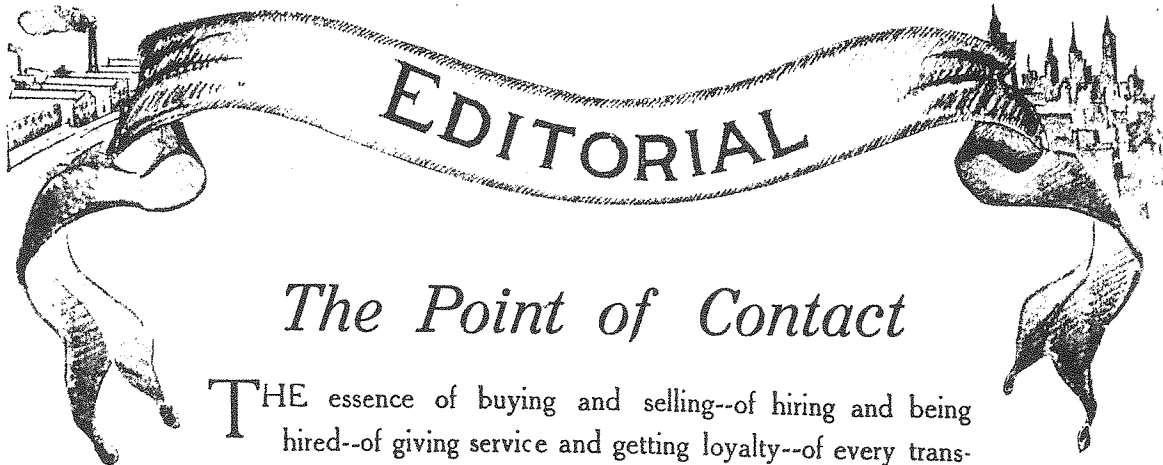 EDITORIAL
The Point of Contact
THE essence of buying and selling--of hiring and being
hired--of giving service and getting loyalty--of every trans-